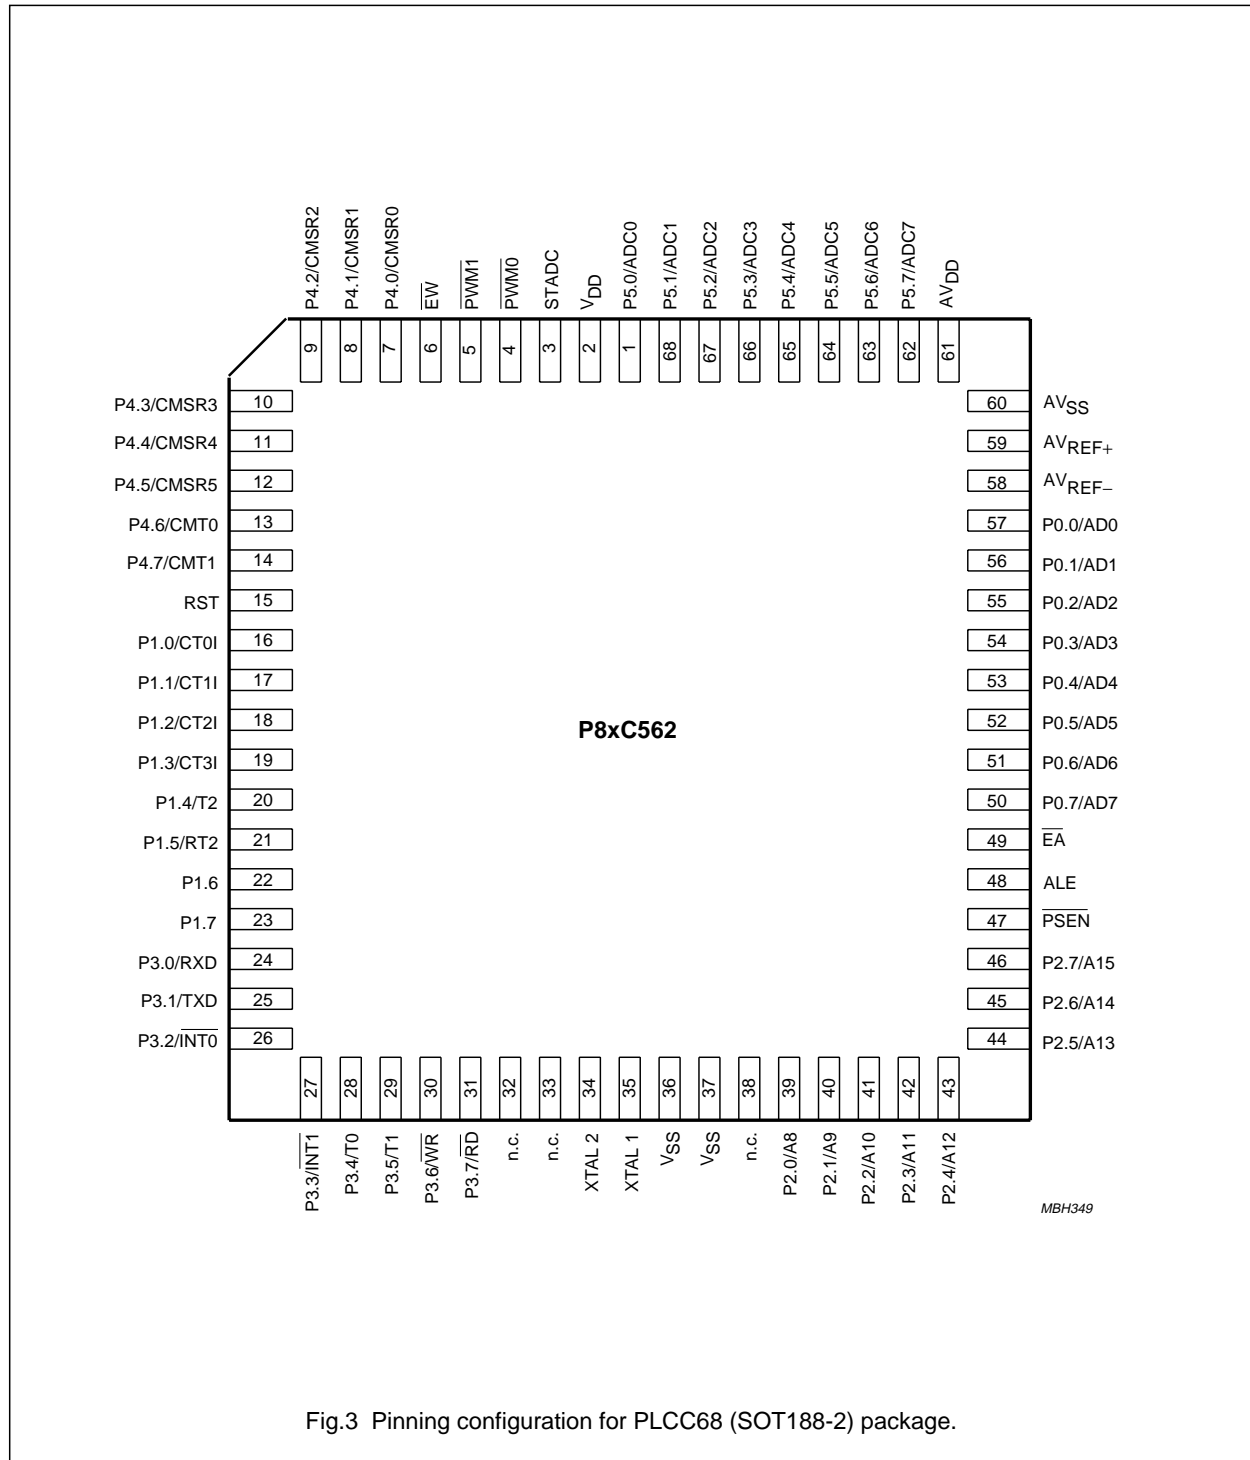 P4.2/CMSR2
P4.1/CMSR1
P4.0/CMSR0
EW
PWM1
PWM0
STADC
VDD
P5.0/ADC0
P5.1/ADC1
P5.2/ADC2
P5.3/ADC3
P5.4/ADC4
P5.5/ADC5
P5.6/ADC6
P5.7/ADC7
AVDD
9
8
7
6
5
4
3
2
1
68
67
66
65
64
63
62
61
P4.3/CMSR3 10
P4.4/CMSR4 11
P4.5/CMSR5 12
P4.6/CMT0 13
P4.7/CMT1 14
RST 15
P1.0/CT0I 16
P1.1/CT1I 17
P1.2/CT2I 18
P1.3/CT3I 19
P1.4/T2 20
P1.5/RT2 21
P1.6 22
P1.7 23
P3.0/RXD 24
P3.1/TXD 25
P3.2/INT0 26
P8xC562
60 AVSS
59 AVREF+
58 AVREF−
57 P0.0/AD0
56 P0.1/AD1
55 P0.2/AD2
54 P0.3/AD3
53 P0.4/AD4
52 P0.5/AD5
51 P0.6/AD6
50 P0.7/AD7
49 EA
48 ALE
47 PSEN
46 P2.7/A15
45 P2.6/A14
44 P2.5/A13
27
28
29
30
31
32
33
34
35
36
37
38
39
40
41
42
43
P3.3/INT1
P3.4/T0
P3.5/T1
P3.6/WR
P3.7/RD
n.c.
n.c.
XTAL 2
XTAL 1
VSS
VSS
n.c.
P2.0/A8
P2.1/A9
P2.2/A10
P2.3/A11
P2.4/A12
MBH349
Fig.3 Pinning configuration for PLCC68 (SOT188-2) package.